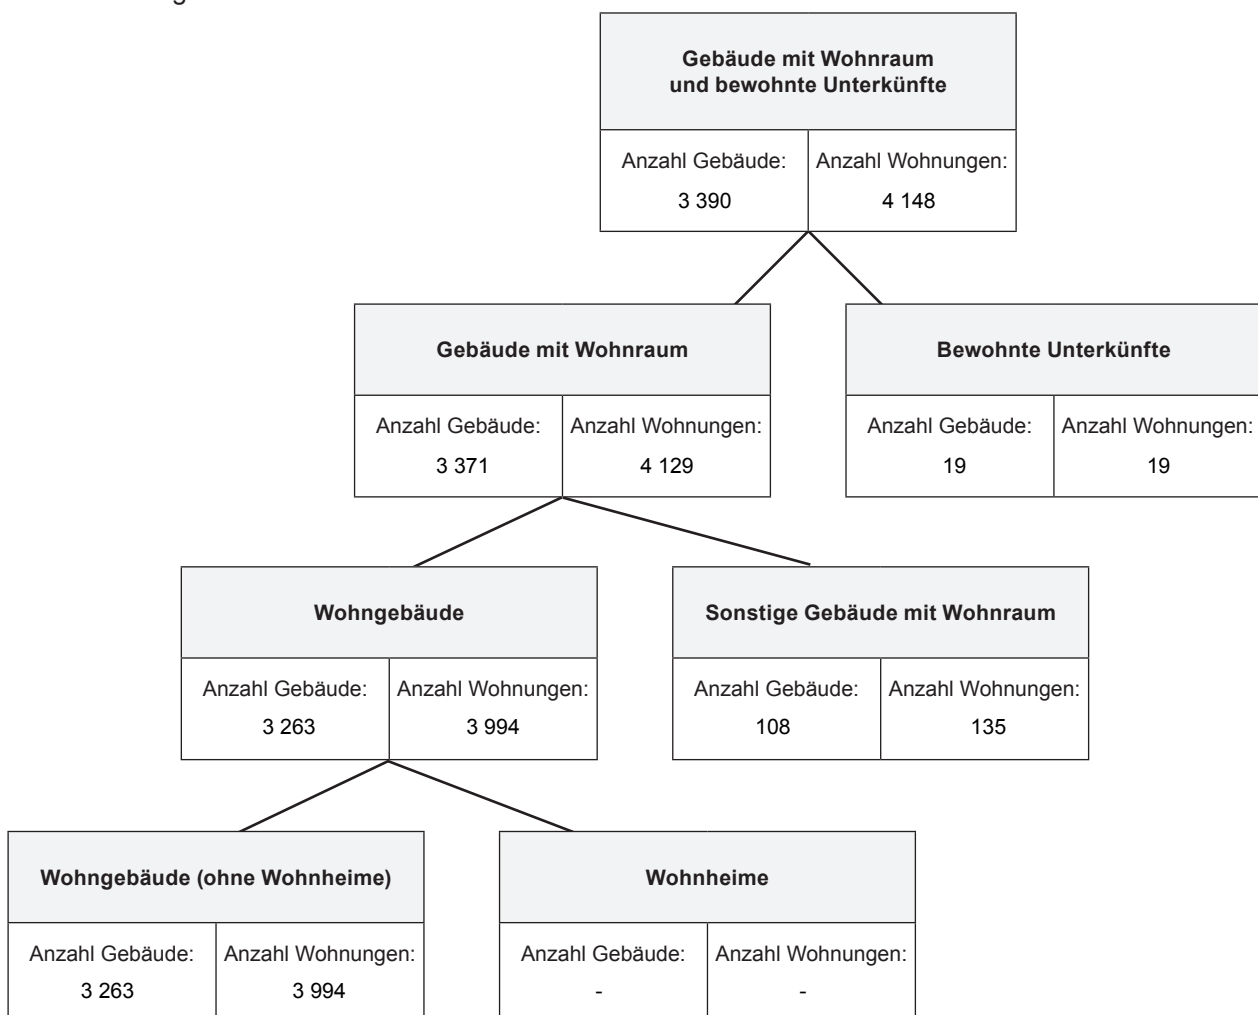 Gebäude mit Wohnraum
und bewohnte Unterkünfte
Anzahl Gebäude: Anzahl Wohnungen:
3 390 4 148
Gebäude mit Wohnraum Bewohnte Unterkünfte
Anzahl Gebäude: Anzahl Wohnungen: Anzahl Gebäude: Anzahl Wohnungen:
3 371 4 129 19 19
Wohngebäude Sonstige Gebäude mit Wohnraum
Anzahl Gebäude: Anzahl Wohnungen: Anzahl Gebäude: Anzahl Wohnungen:
3 263 3 994 108 135
Wohngebäude (ohne Wohnheime) Wohnheime
Anzahl Gebäude: Anzahl Wohnungen: Anzahl Gebäude: Anzahl Wohnungen:
3 263 3 994 - -